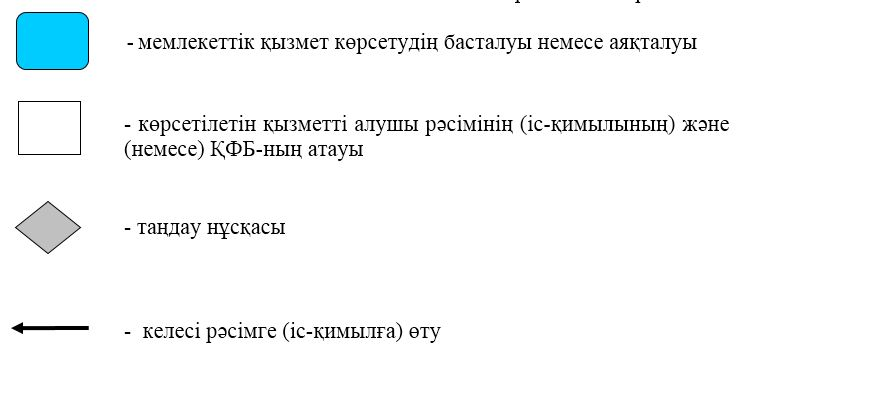 - мемлекеттік қызмет көрсетудің басталуы немесе аяқталуы
- көрсетілетін қызметті алушы рәсімінің (іс-қимылынын) және
(немесе) ҚФБ-ның атауы
- таңдау нұсқасы
- келесі рәсімге (іс-қимылға) өту